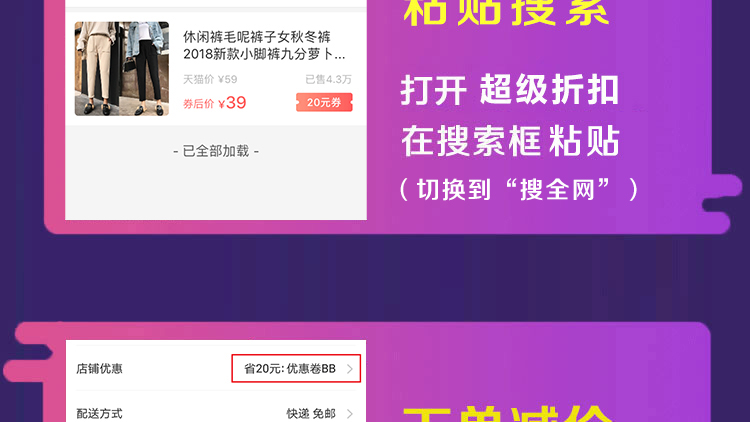 粘贴搜索
休闲裤毛呢裤子女秋冬裤
2018新款小脚裤九分萝卜...
天猫价 ¥59 已售4.3万
券后价 ¥39 20元券
- 已全部加载 -
打开 超级折扣
在搜索框 粘贴
（切换到“搜全网”）
店铺优惠 省20元: 优惠卷BB
配送方式 快递 免邮
下单减价